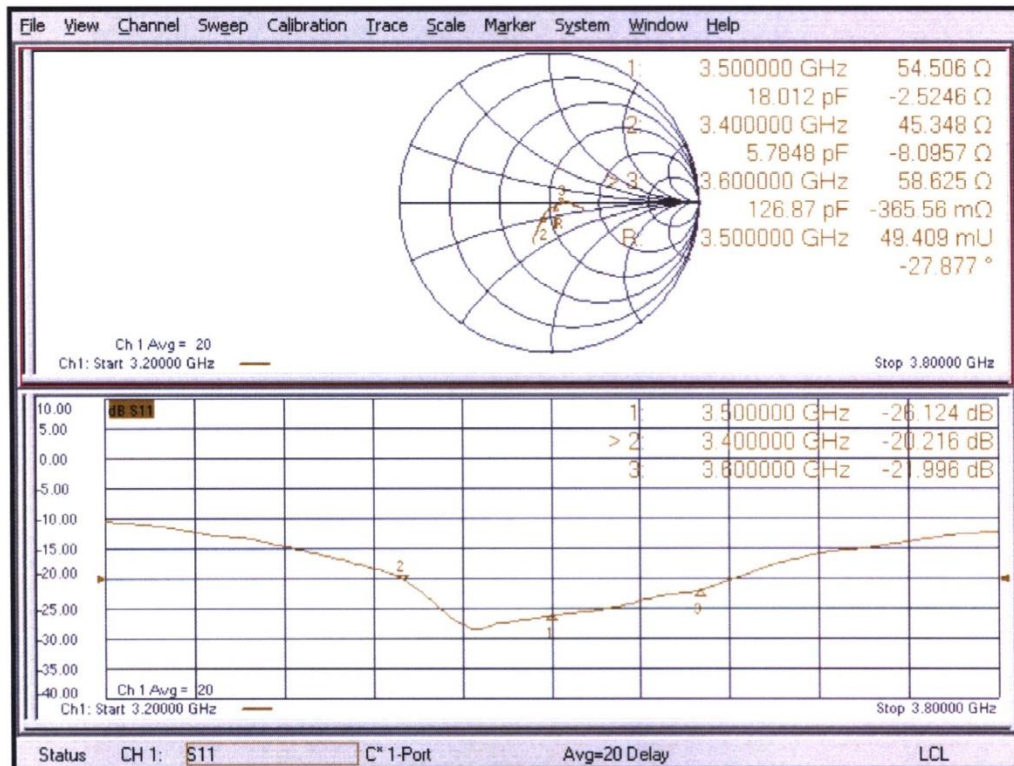 File View Channel Sweep Calibration Trace Scale Marker System Window Help
1: 3.500000 GHz 54.506 Ω
18.012 pF -2.5246 Ω
2: 3.400000 GHz 45.348 Ω
5.7848 pF -8.0957 Ω
> 3: 3.600000 GHz 58.625 Ω
126.87 pF -365.56 mΩ
R: 3.500000 GHz 49.409 mU
-27.877 °
3
2
R
Ch 1 Avg = 20
Ch1: Start 3.20000 GHz
Stop 3.80000 GHz
10.00
5.00
0.00
-5.00
-10.00
-15.00
-20.00
-25.00
-30.00
-35.00
-40.00
dB S11
1: 3.500000 GHz -26.124 dB
> 2: 3.400000 GHz -20.216 dB
3: 3.600000 GHz -21.996 dB
2
1
3
Ch 1 Avg = 20
Ch1: Start 3.20000 GHz
Stop 3.80000 GHz
Status CH 1: S11 C* 1-Port Avg=20 Delay LCL